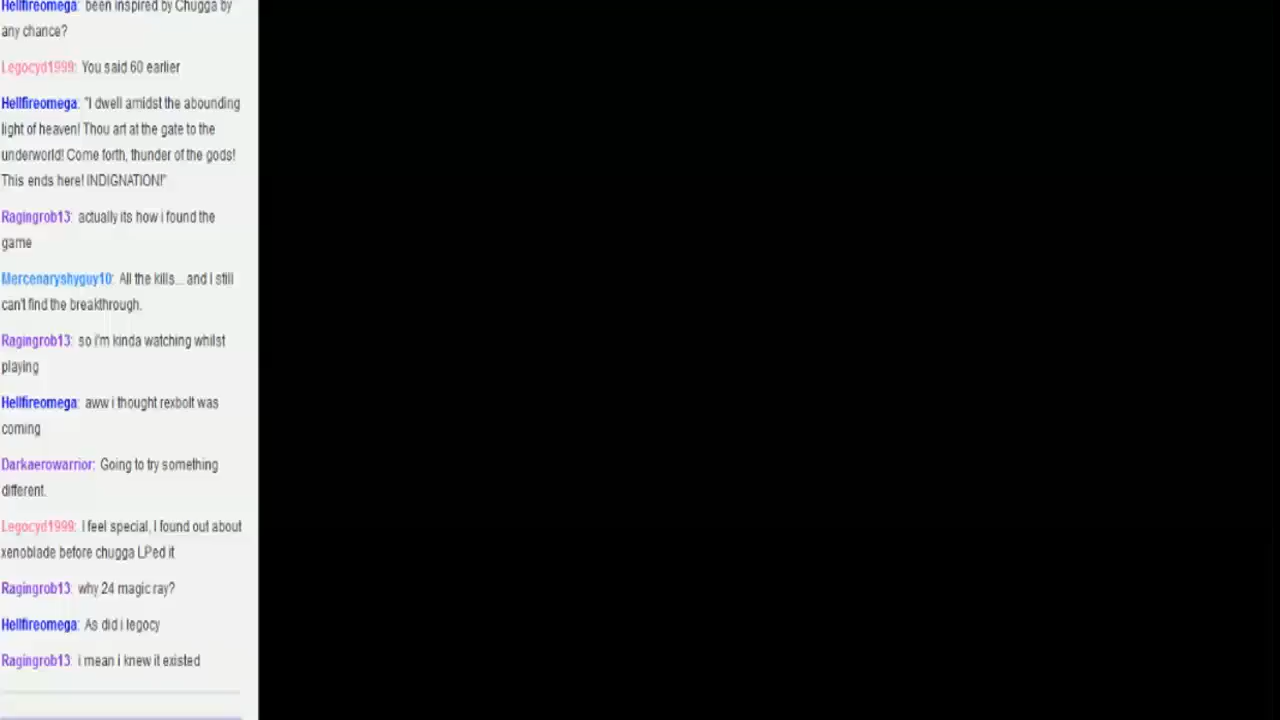 Hellfireomega: been inspired by Chugga by
any chance?
Legocyd1999: You said 60 earlier
Hellfireomega: "I dwell amidst the abounding
light of heaven! Thou art at the gate to the
underworld! Come forth, thunder of the gods!
This ends here! INDIGNATION!"
Ragingrob13: actually its how i found the
game
Mercenaryshyguy10: All the kills... and I still
can't find the breakthrough.
Ragingrob13: so i'm kinda watching whilst
playing
Hellfireomega: aww i thought rexbolt was
coming
Darkaerowarrior: Going to try something
different.
Legocyd1999: I feel special, I found out about
xenoblade before chugga LPed it
Ragingrob13: why 24 magic ray?
Hellfireomega: As did i legocy
Ragingrob13: i mean i knew it existed